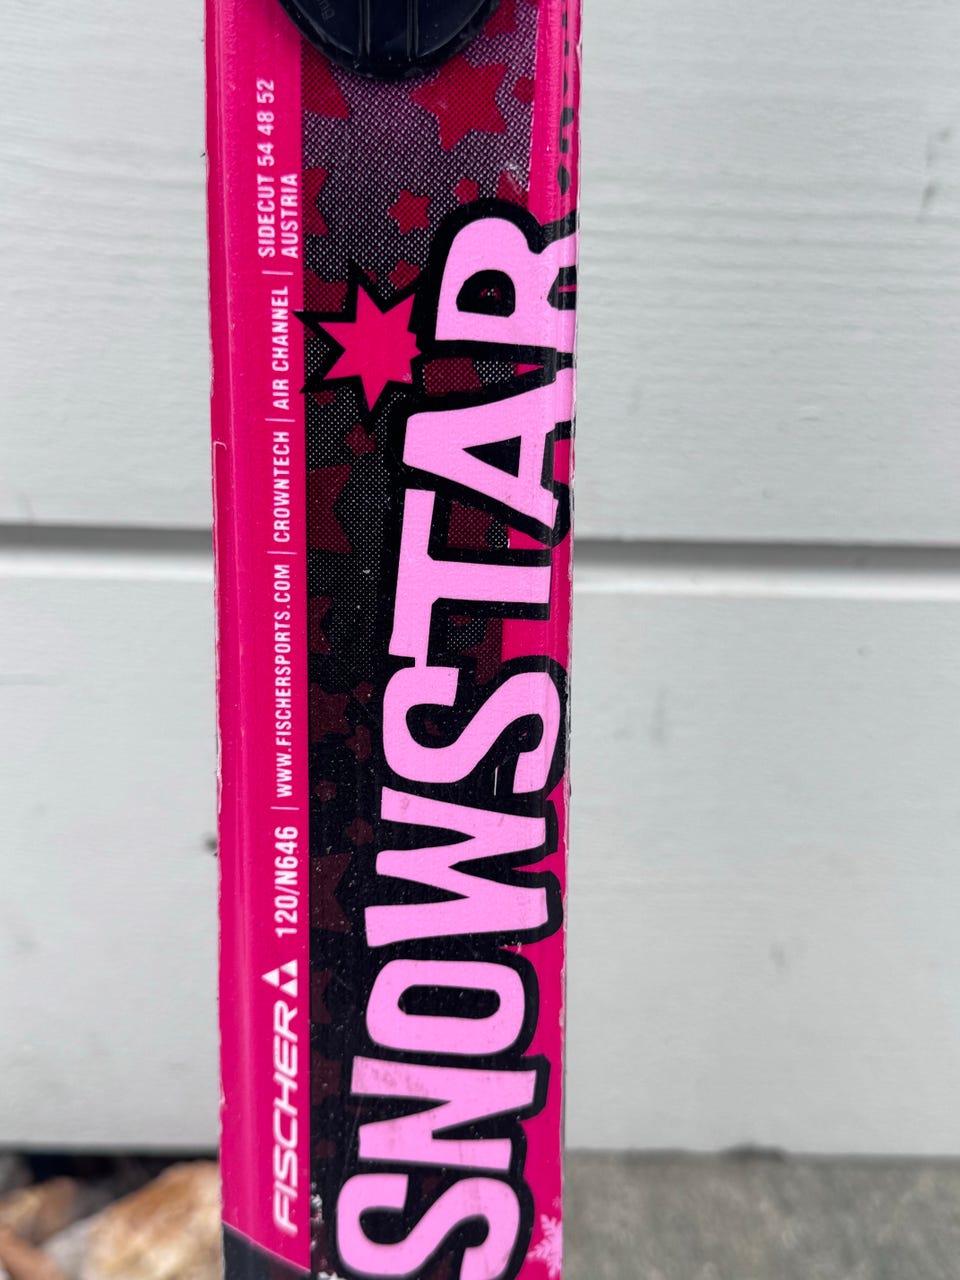 FISCHER 120/N646 | WWW.FISCHERSPORTS.COM | CROWNTECH | AIR CHANNEL | SIDECUT 54 48 52
AUSTRIA
SNOWSTAR